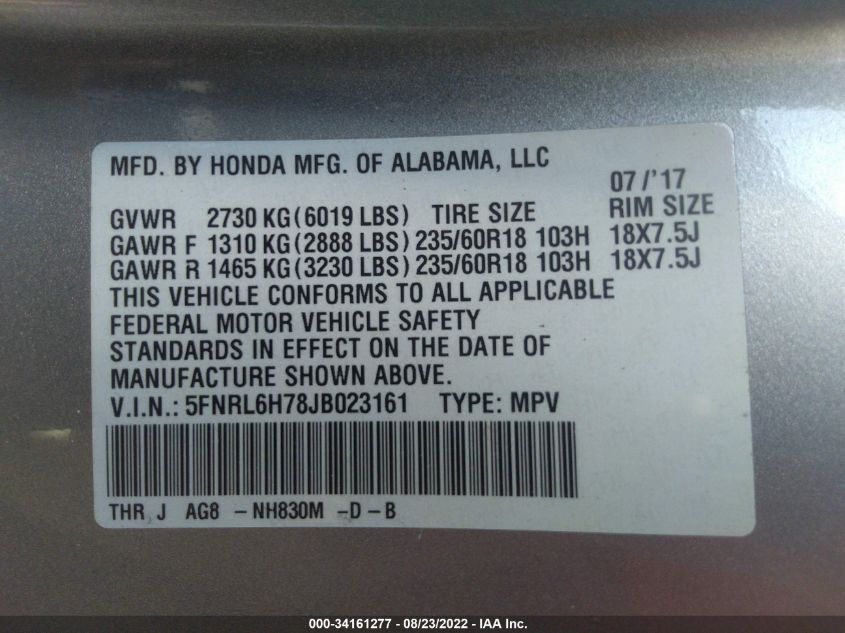 MFD. BY HONDA MFG. OF ALABAMA, LLC
07 /'17
GVWR 2730 KG(6019 LBS) TIRE SIZE RIM SIZE
GAWR F 1310 KG(2888 LBS) 235/60R18 103H 18X7.5J
GAWR R 1465 KG(3230 LBS) 235/60R18 103H 18X7.5J
THIS VEHICLE CONFORMS TO ALL APPLICABLE
FEDERAL MOTOR VEHICLE SAFETY
STANDARDS IN EFFECT ON THE DATE OF
MANUFACTURE SHOWN ABOVE.
V.I.N.: 5FNRL6H78JB023161 TYPE: MPV
THR J AG8 -NH830M -D-B
000-34161277 - 08/23/2022 - IAA Inc.